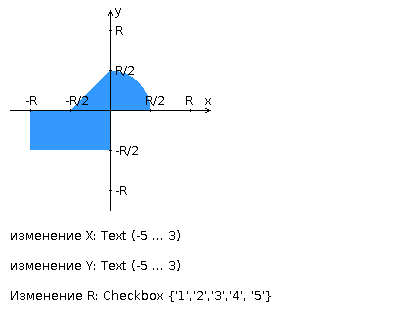 y
R
R/2
-R
-R/2
R/2
R
x
-R/2
-R
изменение X: Text (-5 ... 3)
изменение Y: Text (-5 ... 3)
Изменение R: Checkbox {'1','2','3','4', '5'}